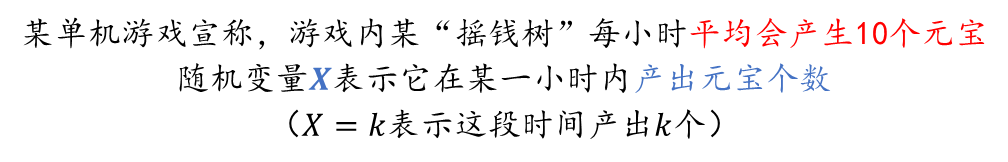 某单机游戏宣称，游戏内某“摇钱树”每小时平均会产生10个元宝
随机变量X表示它在某一小时内产出元宝个数
（X = k表示这段时间产出k个）